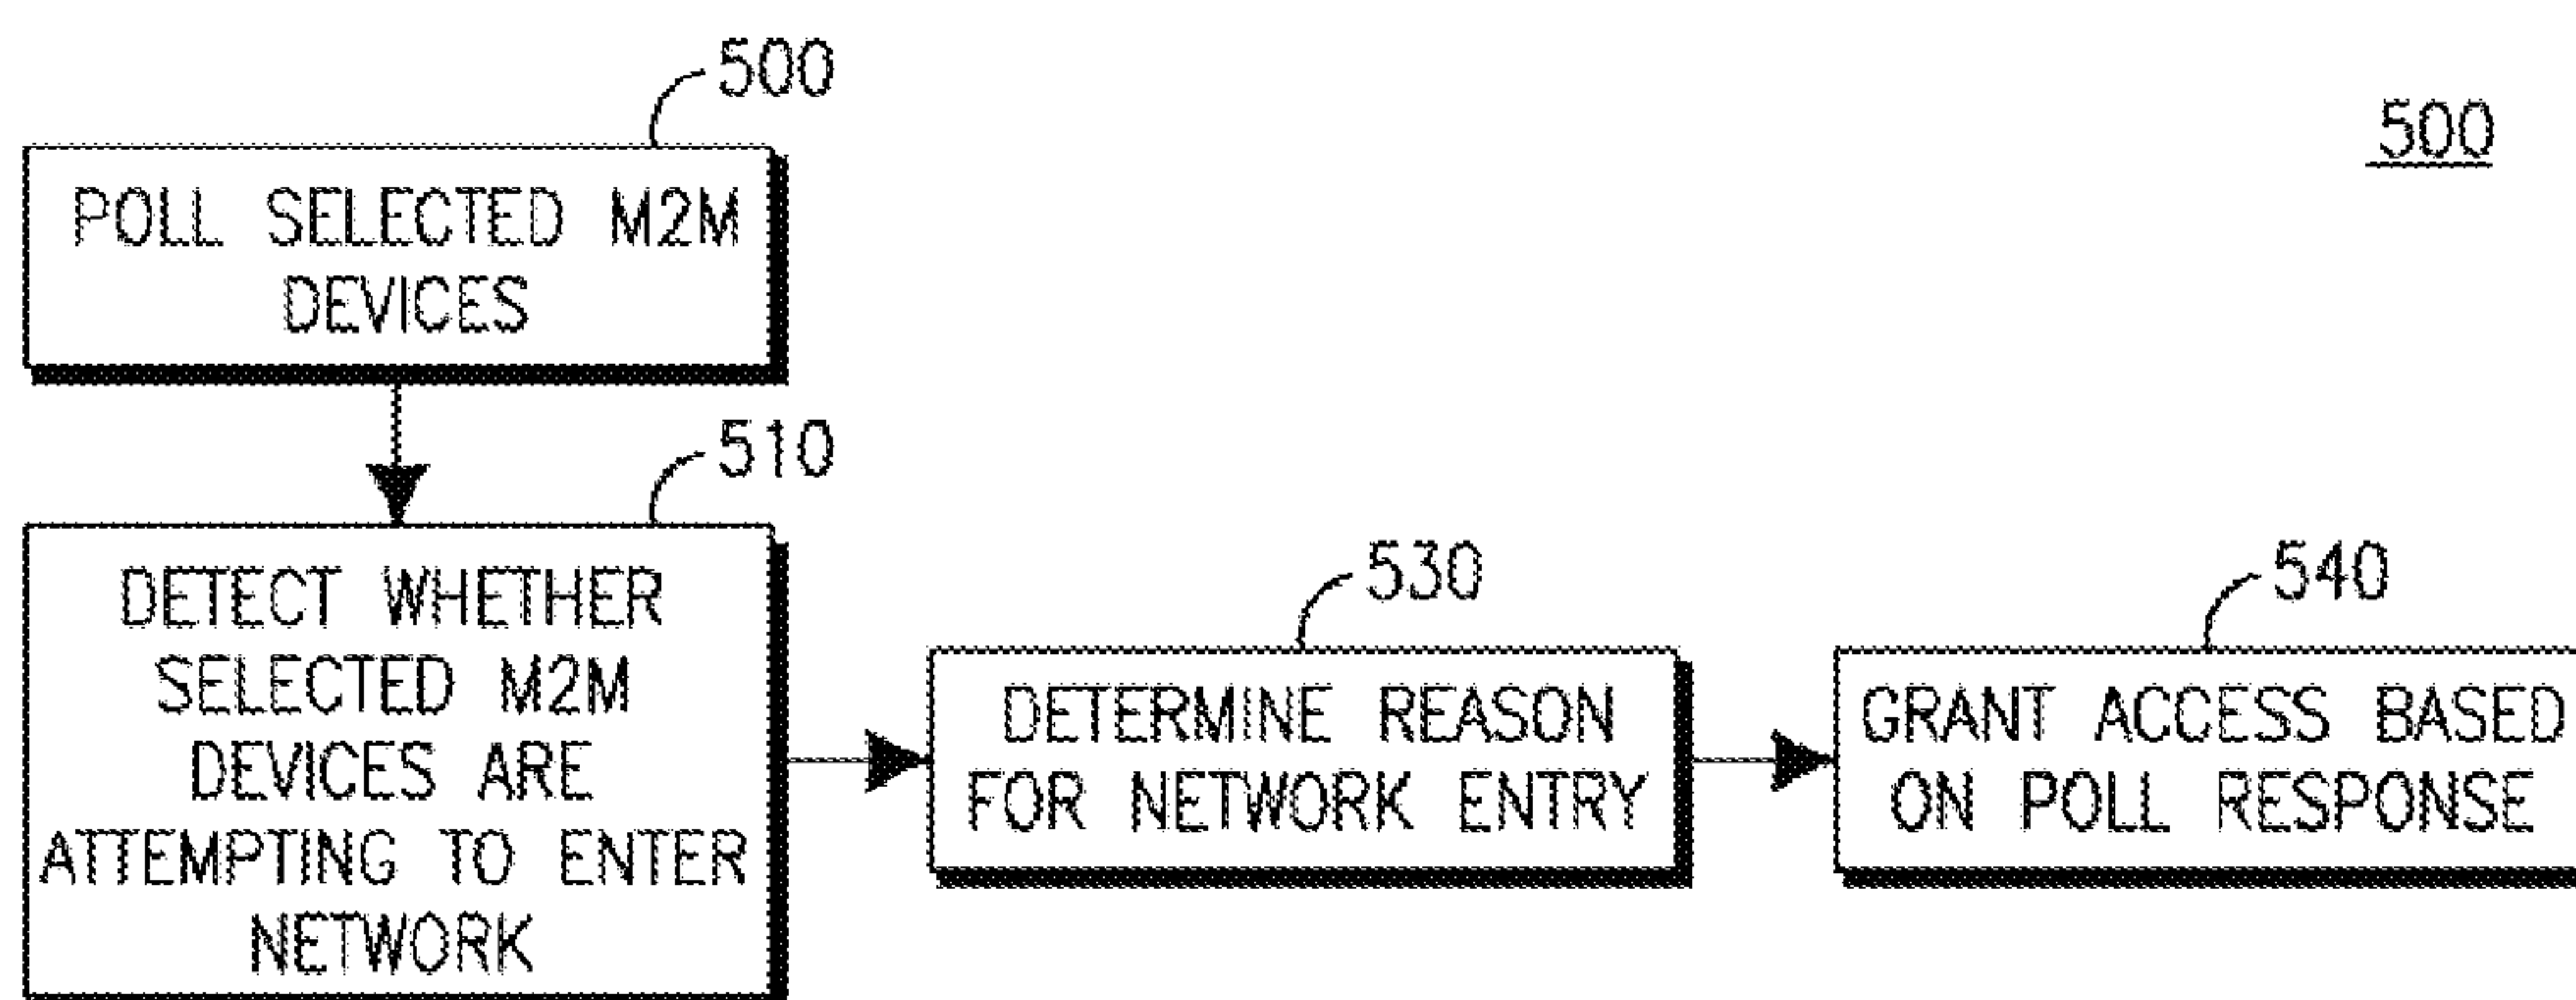 500
500
POLL SELECTED M2M
DEVICES
510
DETECT WHETHER
SELECTED M2M
DEVICES ARE
ATTEMPTING TO ENTER
NETWORK
530
DETERMINE REASON
FOR NETWORK ENTRY
540
GRANT ACCESS BASED
ON POLL RESPONSE